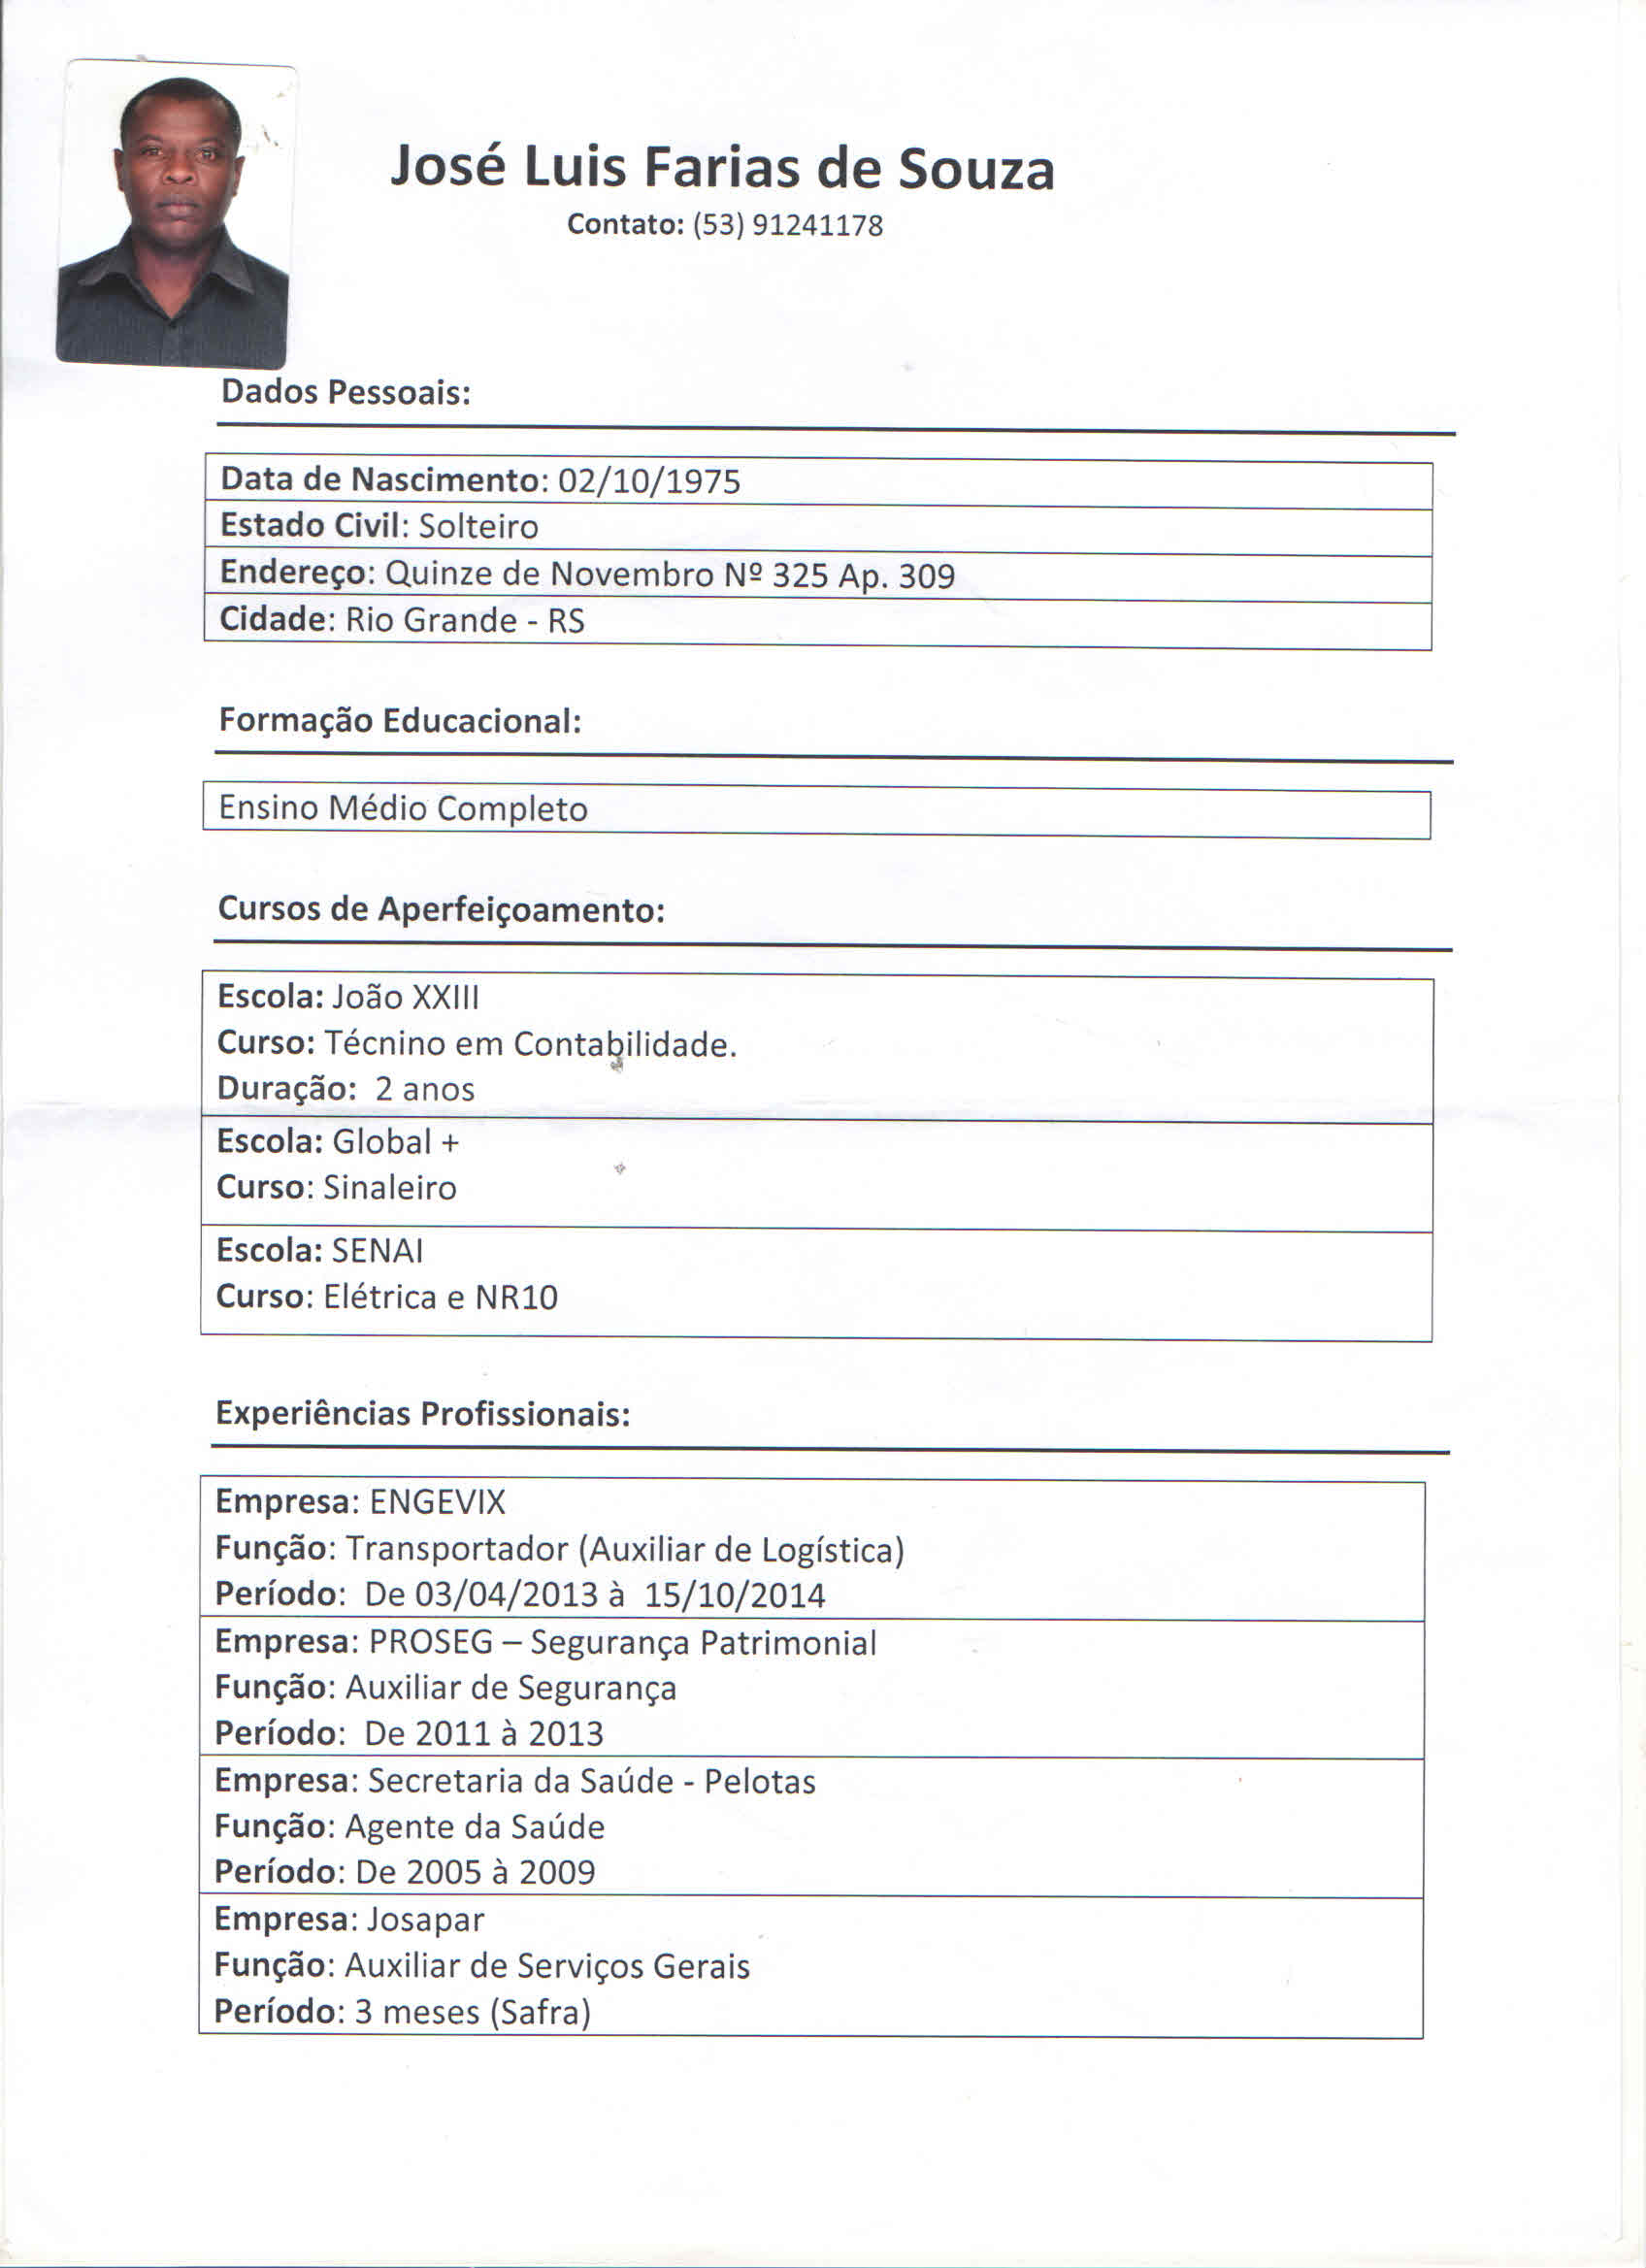 José Luis Farias de Souza
Contato: (53) 91241178
Dados Pessoais:
Data de Nascimento: 02/10/1975
Estado Civil: Solteiro
Endereço: Quinze de Novembro Nº 325 Ap. 309
Cidade: Rio Grande - RS
Formação Educacional:
Ensino Médio Completo
Cursos de Aperfeiçoamento:
Escola: João XXIII
Curso: Técnino em Contabilidade.
Duração: 2 anos
Escola: Global +
Curso: Sinaleiro
Escola: SENAI
Curso: Elétrica e NR10
Experiências Profissionais:
Empresa: ENGEVIX
Função: Transportador (Auxiliar de Logística)
Período: De 03/04/2013 à 15/10/2014
Empresa: PROSEG – Segurança Patrimonial
Função: Auxiliar de Segurança
Período: De 2011 à 2013
Empresa: Secretaria da Saúde - Pelotas
Função: Agente da Saúde
Período: De 2005 à 2009
Empresa: Josapar
Função: Auxiliar de Serviços Gerais
Período: 3 meses (Safra)